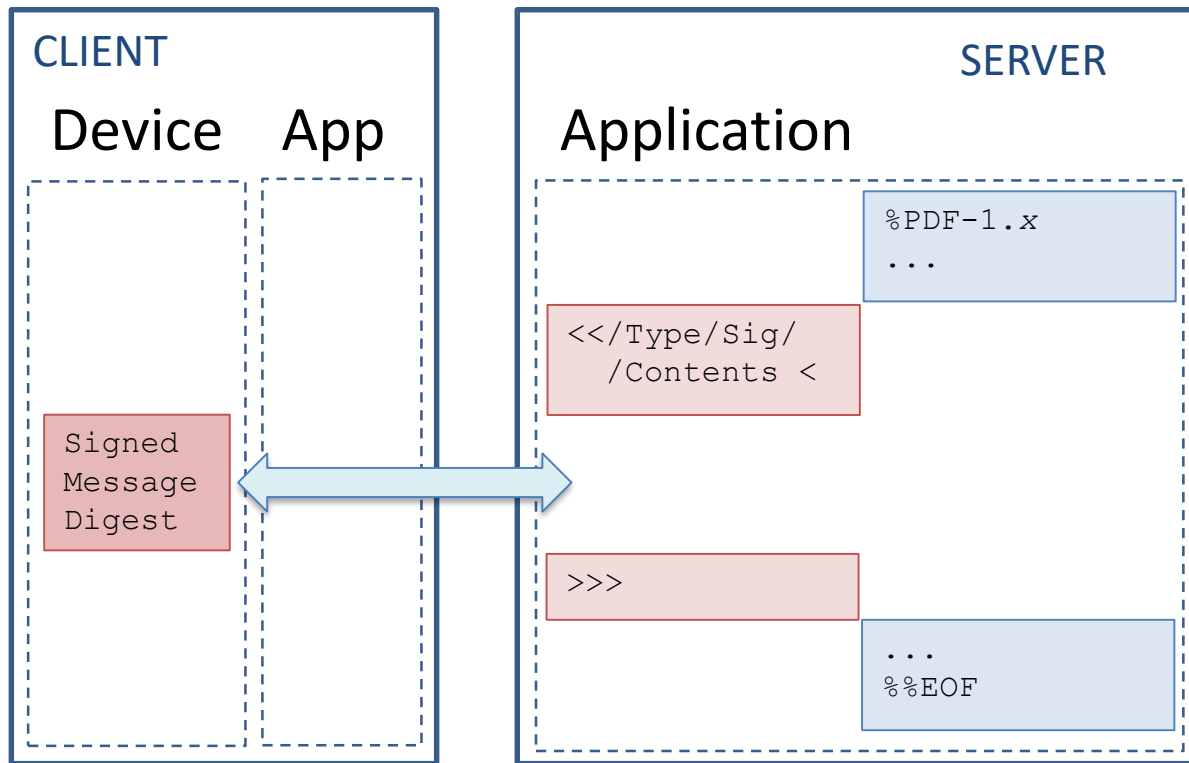 CLIENT
SERVER
Device
App
Application
%PDF-1.x
...
<</Type/Sig/
/Contents <
Signed
Message
Digest
>>>
...
%%EOF